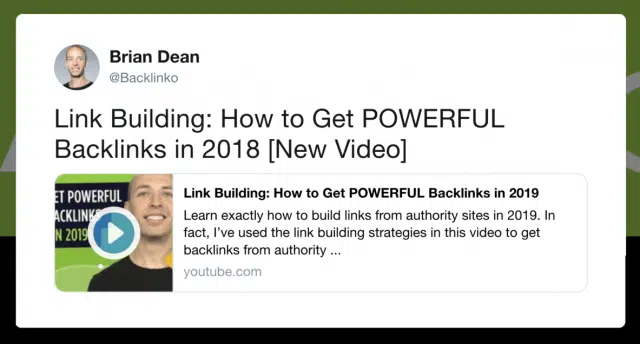 Brian Dean
@Backlinko
Link Building: How to Get POWERFUL
Backlinks in 2018 [New Video]
ET POWERFUL
ACKLINK
N 2019
Link Building: How to Get POWERFUL Backlinks in 2019
Learn exactly how to build links from authority sites in 2019. In
fact, I've used the link building strategies in this video to get
backlinks from authority ...
youtube.com